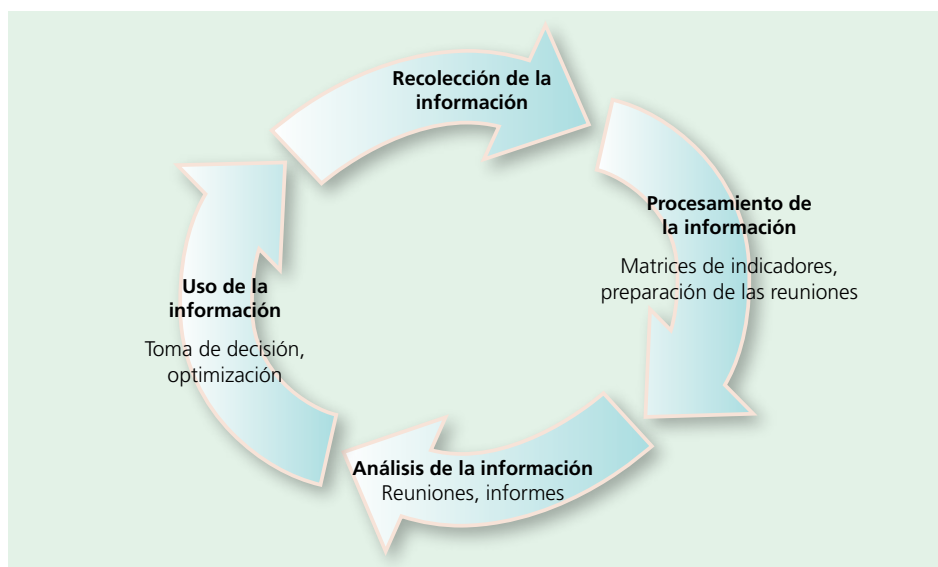 Recolección de la
información
Procesamiento de
la información
Matrices de indicadores,
preparación de las reuniones
Análisis de la información
Reuniones, informes
Uso de la
información
Toma de decisión,
optimización